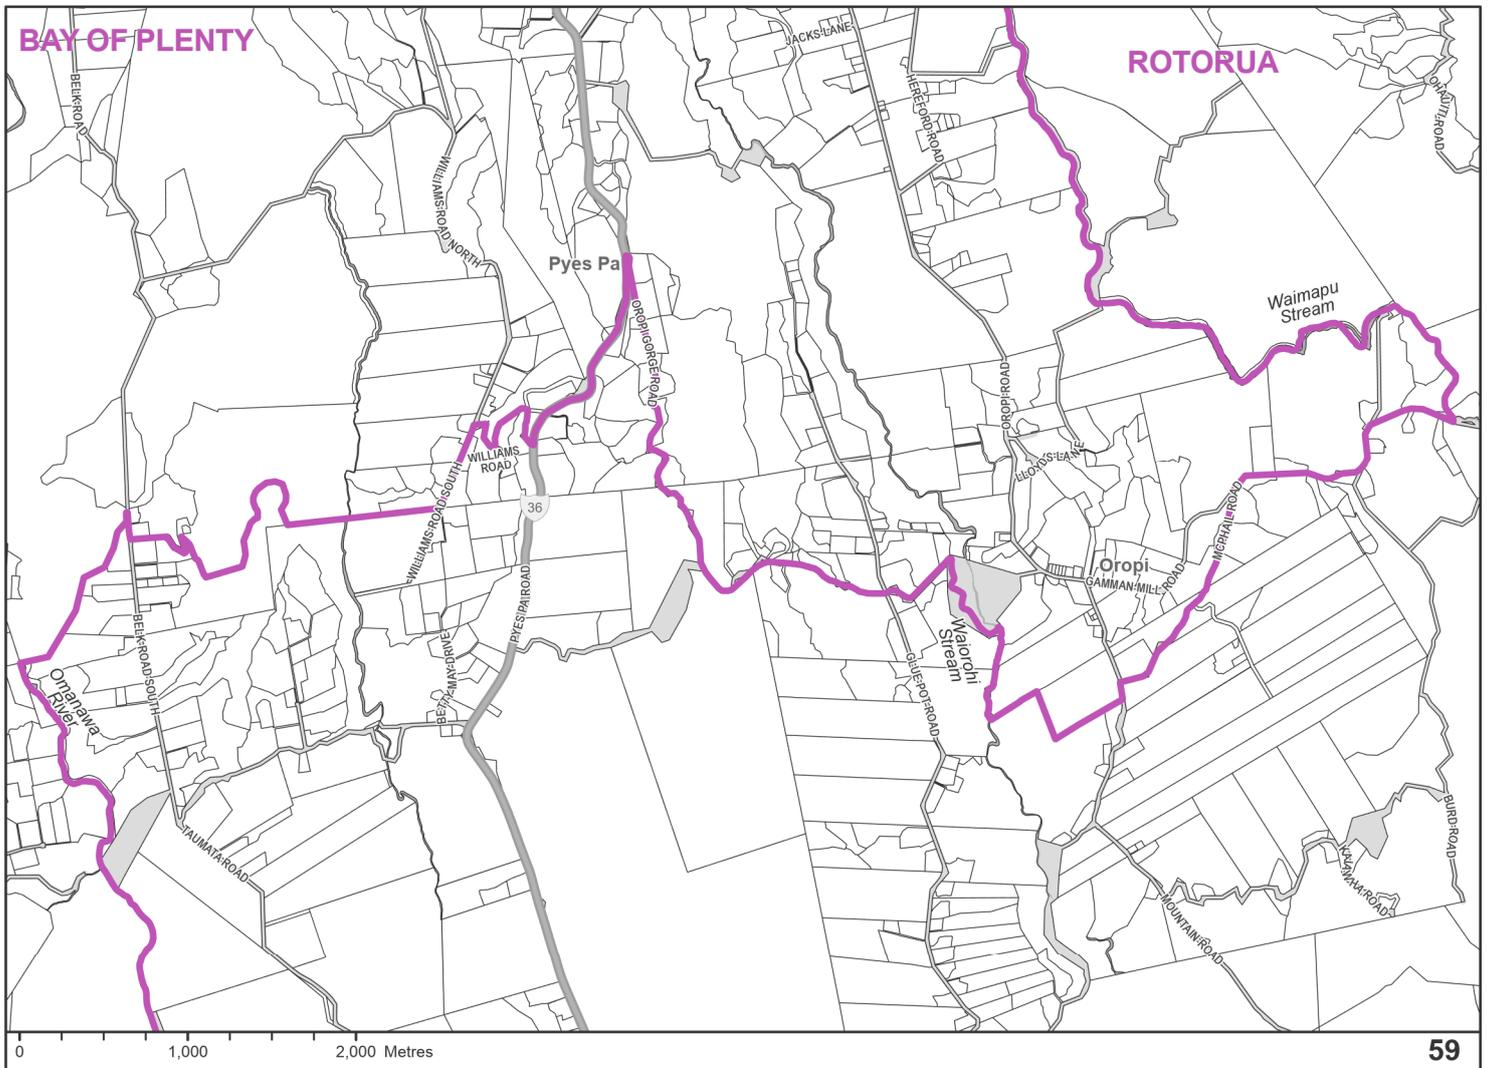 BAY OF PLENTY
ROTORUA
JACKS LANE
BELK ROAD
HEREFORD ROAD
OHAUITI ROAD
WILLIAMS ROAD NORTH
Pyes Pa
OROPI GORGE ROAD
Waimapu
Stream
OROPI ROAD
LLOYDS LANE
WILLIAMS
ROAD
WILLIAMS ROAD SOUTH
36
MCPHAIL ROAD
Oropi
GAMMAN MILL ROAD
PYES PA ROAD
BELK ROAD SOUTH
Omanawa
River
BETTY MAY DRIVE
Waiorohi
Stream
GLUE POT ROAD
TAUMATA ROAD
BURD ROAD
MOUNTAIN ROAD
0
1,000
2,000 Metres
59